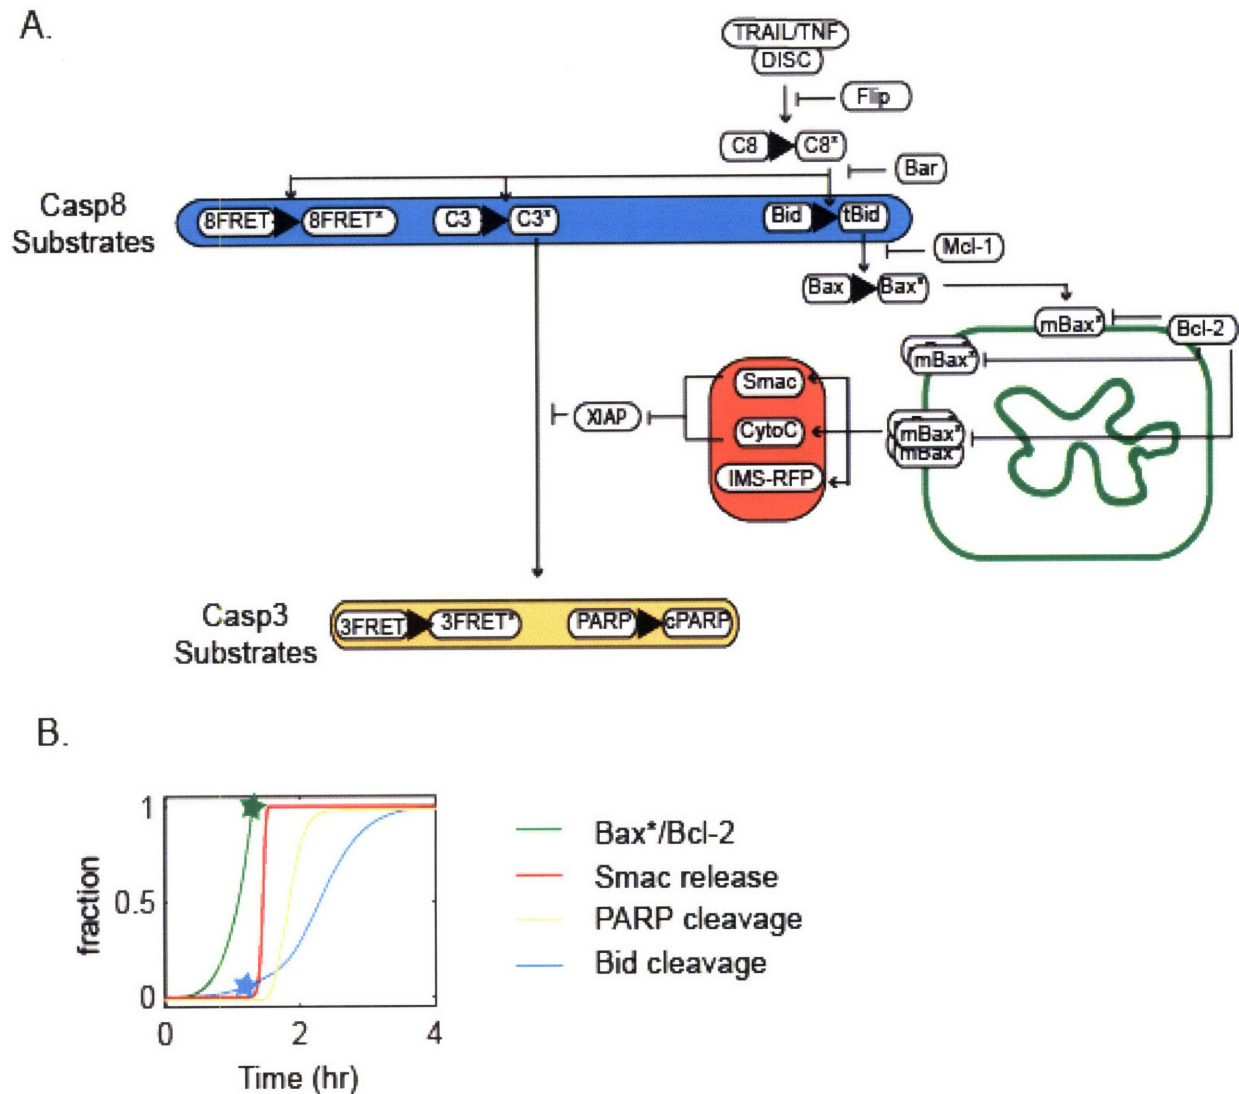 A.
TRAIL/TNF
DISC
Flip
C8 C8*
Bar
Casp8
Substrates
8FRET 8FRET*
C3 C3*
Bid tBid
Mcl-1
Bax Bax*
mBax*
Bcl-2
mBax*
Smac
XIAP
CytoC
mBax*
mBax
IMS-RFP
Casp3
Substrates
3FRET 3FRET*
PARP cPARP
B.
1
0.5
0
fraction
0 2 4
Time (hr)
Bax*/Bcl-2
Smac release
PARP cleavage
Bid cleavage